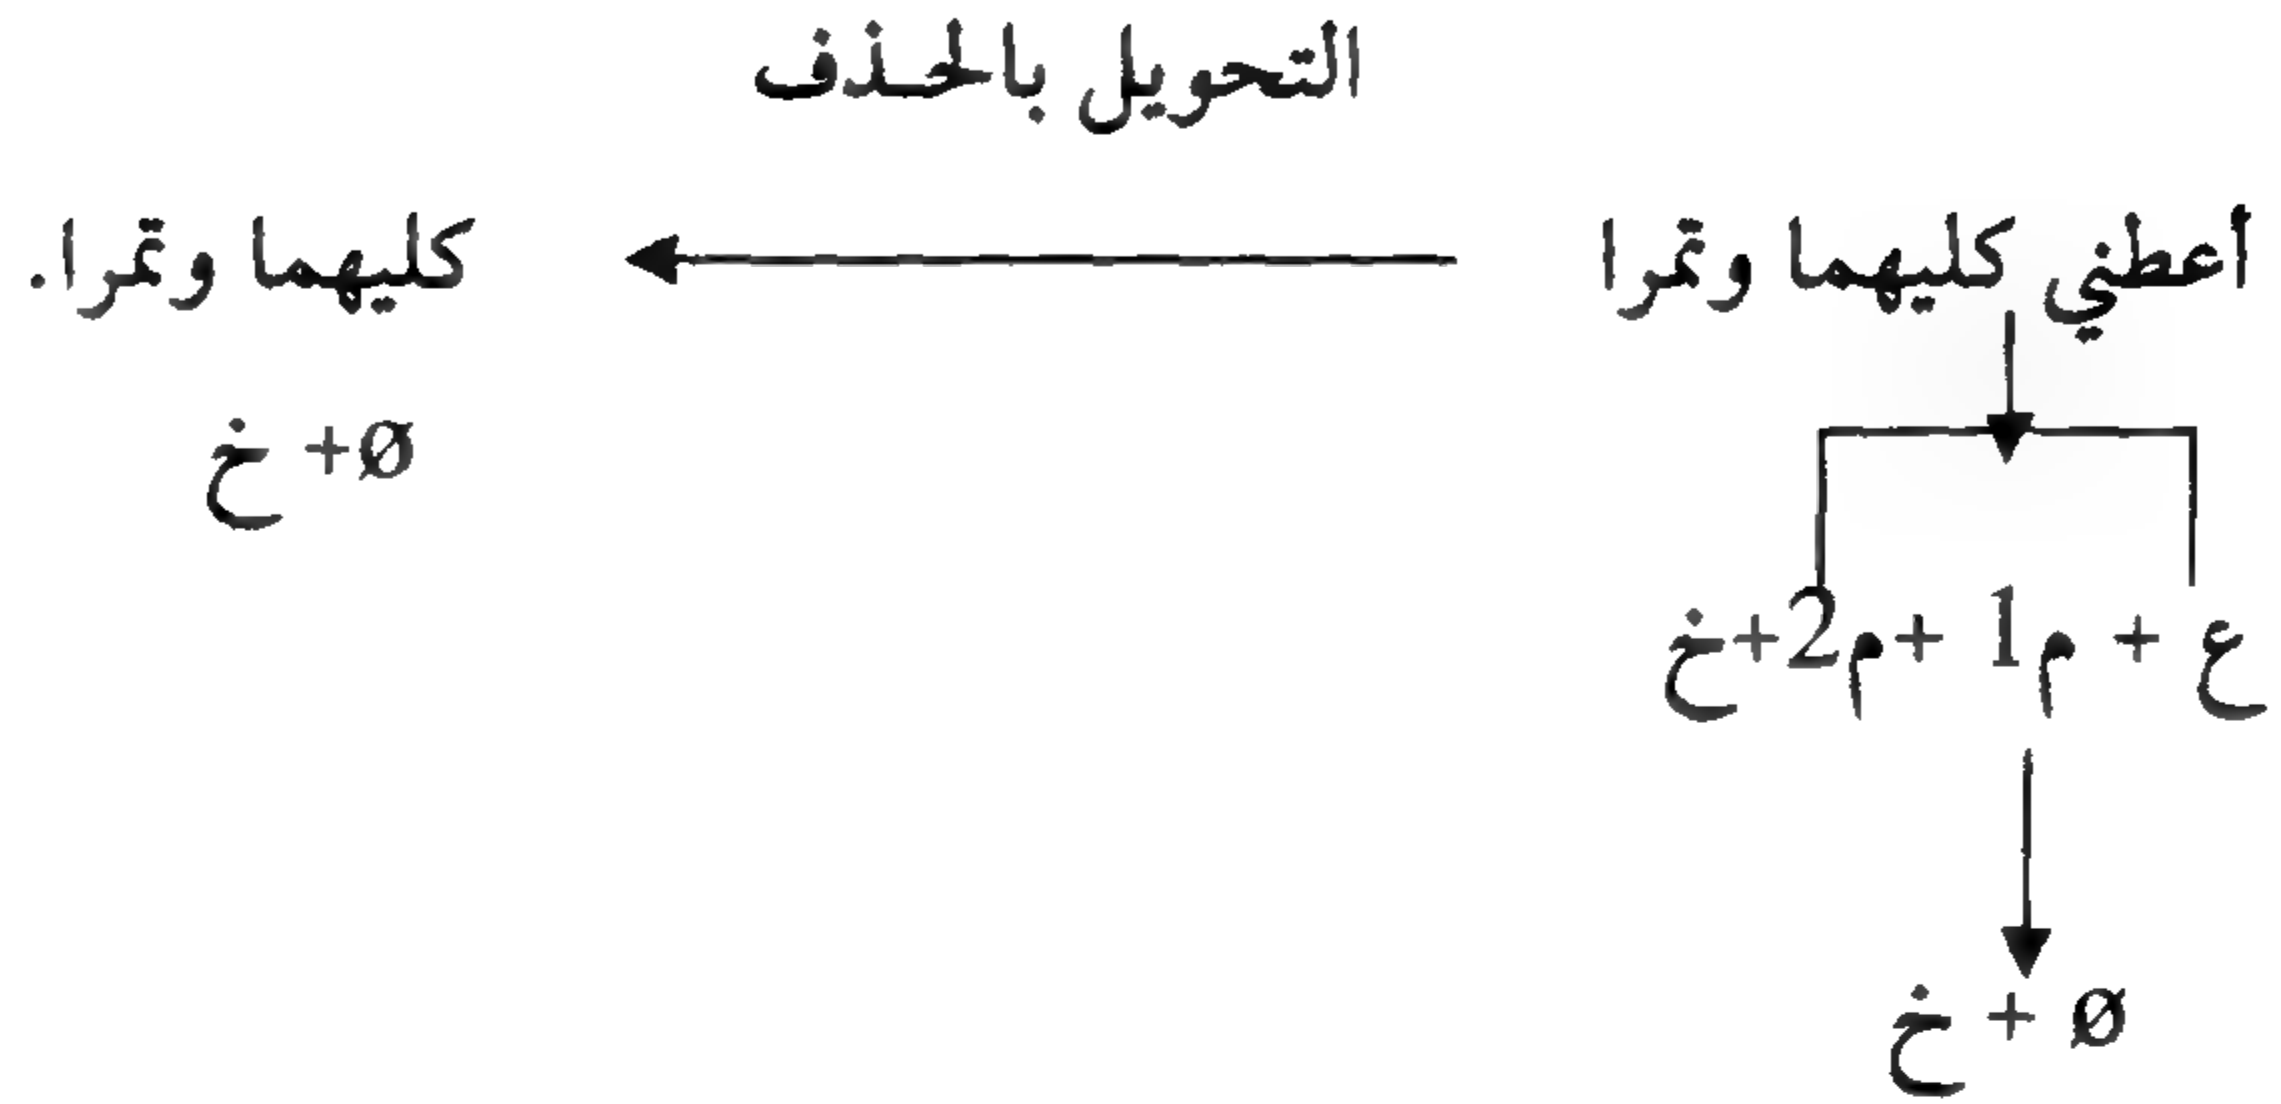 التحويل بالحذف
أعطني كليهما وتمرا
كليهما وتمرا.
Ø+ خ
ع + م1 +م2+خ
Ø + خ